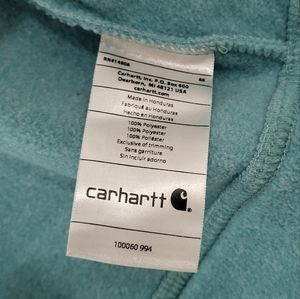 RN#14806
Carhartt, Inc. P.O. Box 600
Dearborn, MI 48121 USA
carhartt.com
Made in Honduras
Fabriqué au Honduras
Hecho en Honduras
100% Polyester
100% Polyester
100% Poliéster
Exclusive of trimming
Sans garniture
Sin incluir adorno
carhartt
100060 994